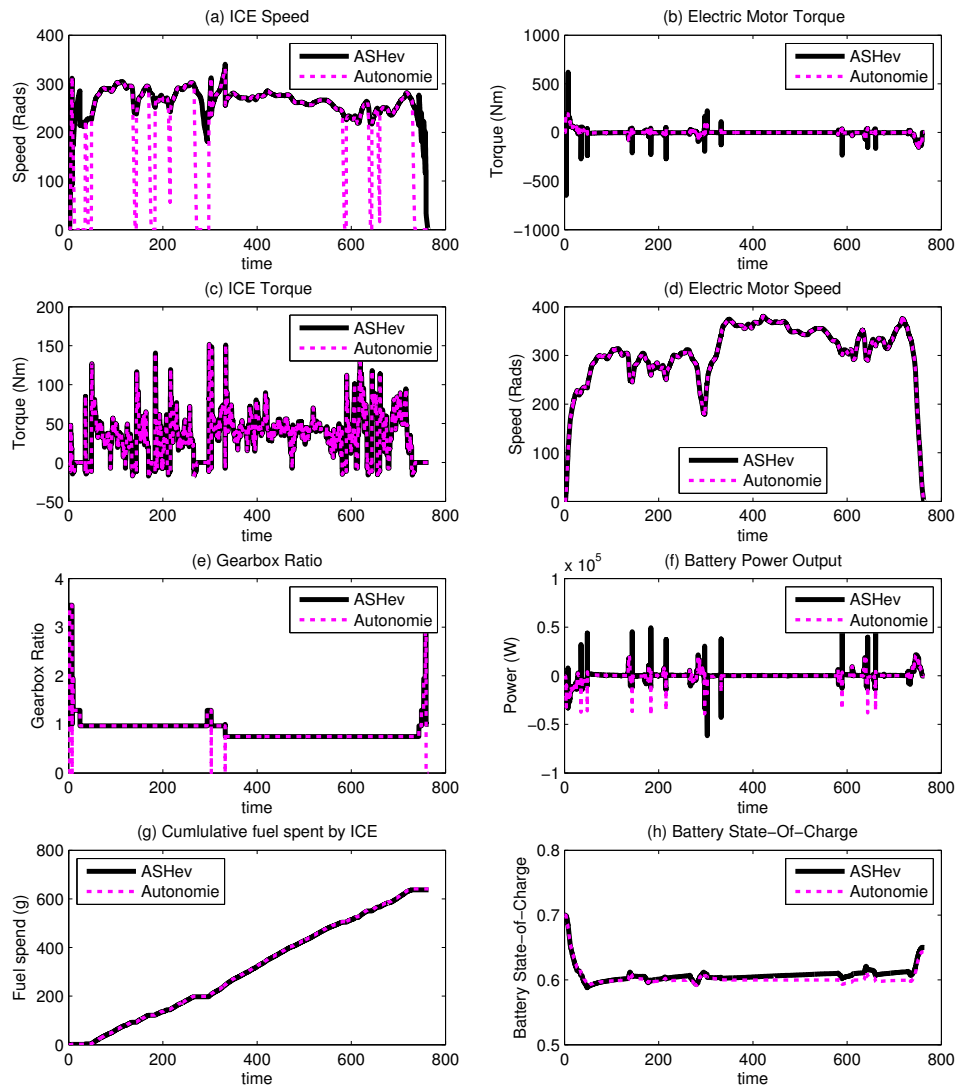 (a) ICE Speed
400
300
200
100
0
Speed (Rads)
0 200 400 600 800
time
ASHev
Autonomie
(b) Electric Motor Torque
1000
500
0
−500
−1000
Torque (Nm)
0 200 400 600 800
time
ASHev
Autonomie
(c) ICE Torque
200
150
100
50
0
−50
Torque (Nm)
0 200 400 600 800
time
ASHev
Autonomie
(d) Electric Motor Speed
400
300
200
100
0
Speed (Rads)
0 200 400 600 800
time
ASHev
Autonomie
(e) Gearbox Ratio
4
3
2
1
0
Gearbox Ratio
0 200 400 600 800
time
ASHev
Autonomie
(f) Battery Power Output
x 10^5
1
0.5
0
−0.5
−1
Power (W)
0 200 400 600 800
time
ASHev
Autonomie
(g) Cumlulative fuel spent by ICE
800
600
400
200
0
Fuel spend (g)
0 200 400 600 800
time
ASHev
Autonomie
(h) Battery State−Of−Charge
0.8
0.7
0.6
0.5
Battery State−of−Charge
0 200 400 600 800
time
ASHev
Autonomie